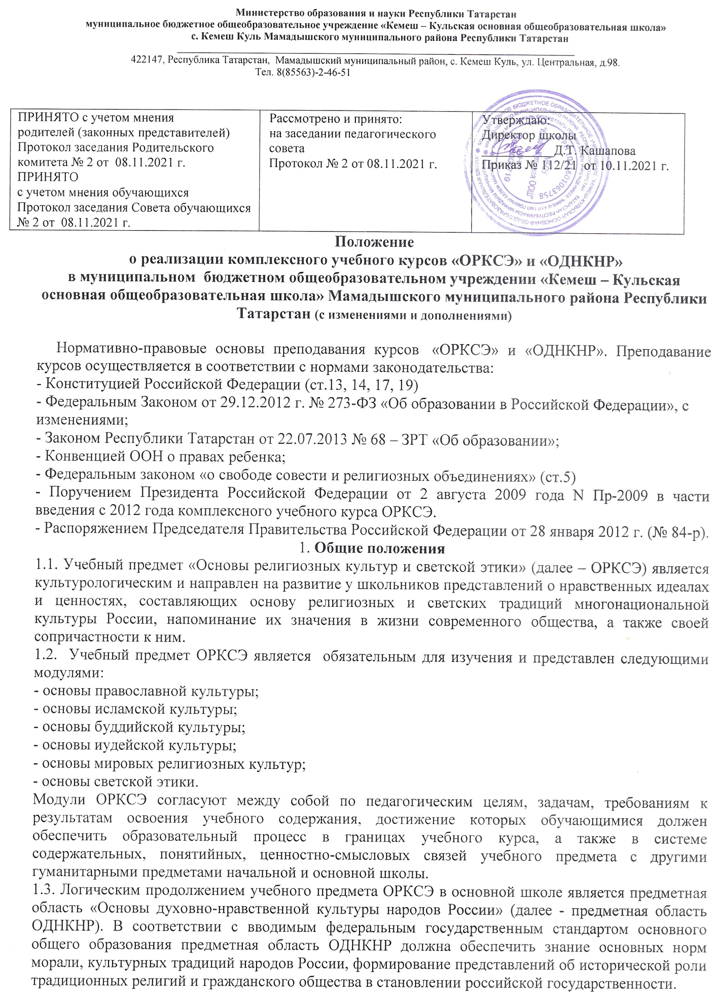 Министерство образования и науки Республики Татарстан
муниципальное бюджетное общеобразовательное учреждение «Кемеш – Кульская основная общеобразовательная школа»
с. Кемеш Куль Мамадышского муниципального района Республики Татарстан
422147, Республика Татарстан, Мамадышский муниципальный район, с. Кемеш Куль, ул. Центральная, д.98.
Тел. 8(85563)-2-46-51
ПРИНЯТО с учетом мнения
родителей (законных представителей)
Протокол заседания Родительского
комитета № 2 от 08.11.2021 г.
ПРИНЯТО
с учетом мнения обучающихся
Протокол заседания Совета обучающихся
№ 2 от 08.11.2021 г.
Рассмотрено и принято:
на заседании педагогического
совета
Протокол № 2 от 08.11.2021 г.
Утверждаю:
Директор школы
___________Д.Т. Кашапова
Приказ № 112/21 от 10.11.2021 г.
Положение
о реализации комплексного учебного курсов «ОРКСЭ» и «ОДНКНР»
в муниципальном бюджетном общеобразовательном учреждении «Кемеш – Кульская
основная общеобразовательная школа» Мамадышского муниципального района Республики
Татарстан (с изменениями и дополнениями)
Нормативно-правовые основы преподавания курсов «ОРКСЭ» и «ОДНКНР». Преподавание
курсов осуществляется в соответствии с нормами законодательства:
- Конституцией Российской Федерации (ст.13, 14, 17, 19)
- Федеральным Законом от 29.12.2012 г. № 273-ФЗ «Об образовании в Российской Федерации», с
изменениями;
- Законом Республики Татарстан от 22.07.2013 № 68 – ЗРТ «Об образовании»;
- Конвенцией ООН о правах ребенка;
- Федеральным законом «о свободе совести и религиозных объединениях» (ст.5)
- Поручением Президента Российской Федерации от 2 августа 2009 года N Пр-2009 в части
введения с 2012 года комплексного учебного курса ОРКСЭ.
- Распоряжением Председателя Правительства Российской Федерации от 28 января 2012 г. (№ 84-р).
1. Общие положения
1.1. Учебный предмет «Основы религиозных культур и светской этики» (далее – ОРКСЭ) является
культурологическим и направлен на развитие у школьников представлений о нравственных идеалах
и ценностях, составляющих основу религиозных и светских традиций многонациональной
культуры России, напоминание их значения в жизни современного общества, а также своей
сопричастности к ним.
1.2. Учебный предмет ОРКСЭ является обязательным для изучения и представлен следующими
модулями:
- основы православной культуры;
- основы исламской культуры;
- основы буддийской культуры;
- основы иудейской культуры;
- основы мировых религиозных культур;
- основы светской этики.
Модули ОРКСЭ согласуют между собой по педагогическим целям, задачам, требованиям к
результатам освоения учебного содержания, достижение которых обучающимися должен
обеспечить образовательный процесс в границах учебного курса, а также в системе
содержательных, понятийных, ценностно-смысловых связей учебного предмета с другими
гуманитарными предметами начальной и основной школы.
1.3. Логическим продолжением учебного предмета ОРКСЭ в основной школе является предметная
область «Основы духовно-нравственной культуры народов России» (далее - предметная область
ОДНКНР). В соответствии с вводимым федеральным государственным стандартом основного
общего образования предметная область ОДНКНР должна обеспечить знание основных норм
морали, культурных традиций народов России, формирование представлений об исторической роли
традиционных религий и гражданского общества в становлении российской государственности.